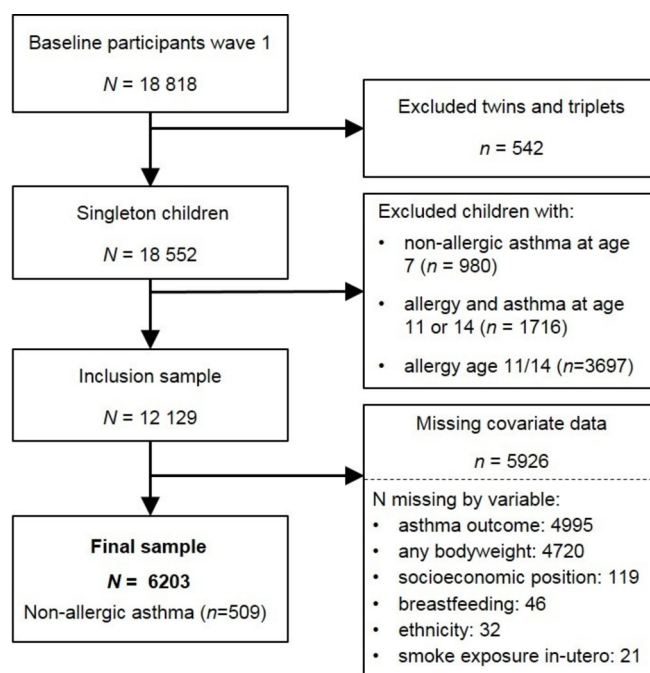 Baseline participants wave 1
N = 18 818
Excluded twins and triplets
n = 542
Singleton children
N = 18 552
Excluded children with:
• non-allergic asthma at age
7 (n = 980)
• allergy and asthma at age
11 or 14 (n = 1716)
• allergy age 11/14 (n=3697)
Inclusion sample
N = 12 129
Missing covariate data
n = 5926
N missing by variable:
• asthma outcome: 4995
• any bodyweight: 4720
• socioeconomic position: 119
• breastfeeding: 46
• ethnicity: 32
• smoke exposure in-utero: 21
Final sample
N = 6203
Non-allergic asthma (n=509)